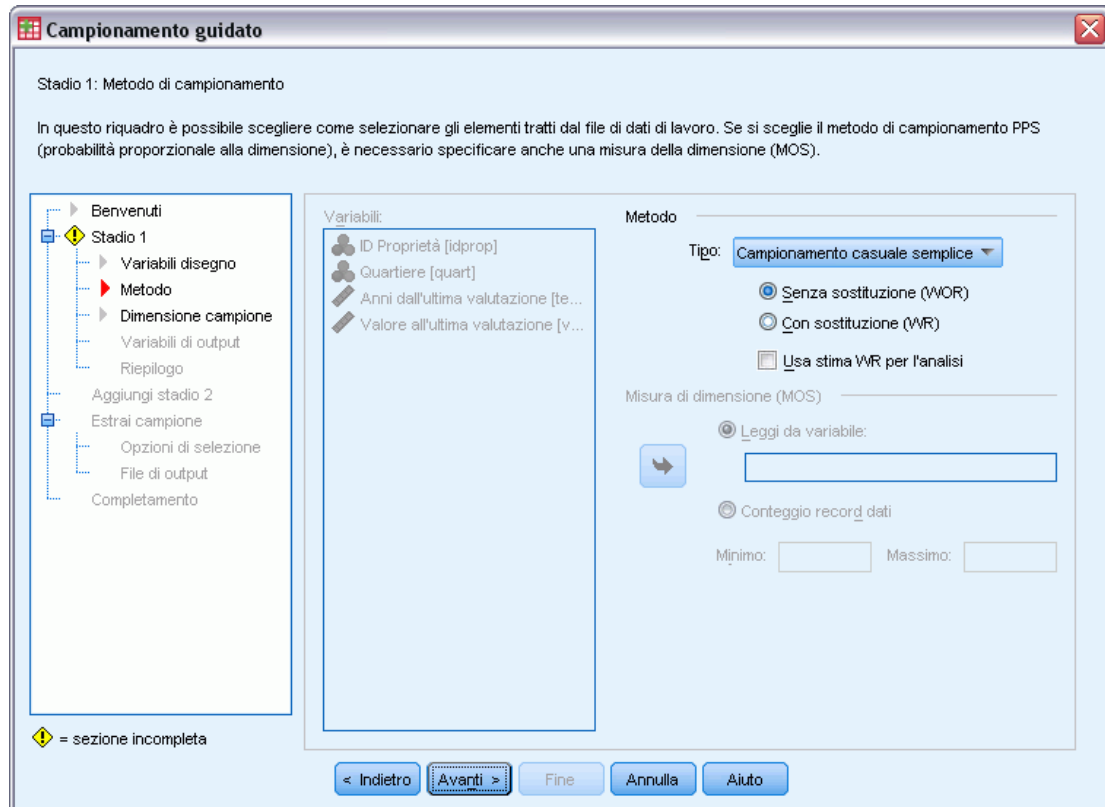 Campionamento guidato
Stadio 1: Metodo di campionamento
In questo riquadro è possibile scegliere come selezionare gli elementi tratti dal file di dati di lavoro. Se si sceglie il metodo di campionamento PPS
(probabilità proporzionale alla dimensione), è necessario specificare anche una misura della dimensione (MOS).
Benvenuti
Stadio 1
Variabili disegno
Metodo
Dimensione campione
Variabili di output
Riepilogo
Aggiungi stadio 2
Estrai campione
Opzioni di selezione
File di output
Completamento
! = sezione incompleta
Variabili:
ID Proprietà [idprop]
Quartiere [quart]
Anni dall'ultima valutazione [te...
Valore all'ultima valutazione [v...
Metodo
Tipo: Campionamento casuale semplice
Senza sostituzione (WOR)
Con sostituzione (WR)
Usa stima WR per l'analisi
Misura di dimensione (MOS)
Leggi da variabile:
Conteggio record dati
Minimo: Massimo:
< Indietro Avanti > Fine Annulla Aiuto